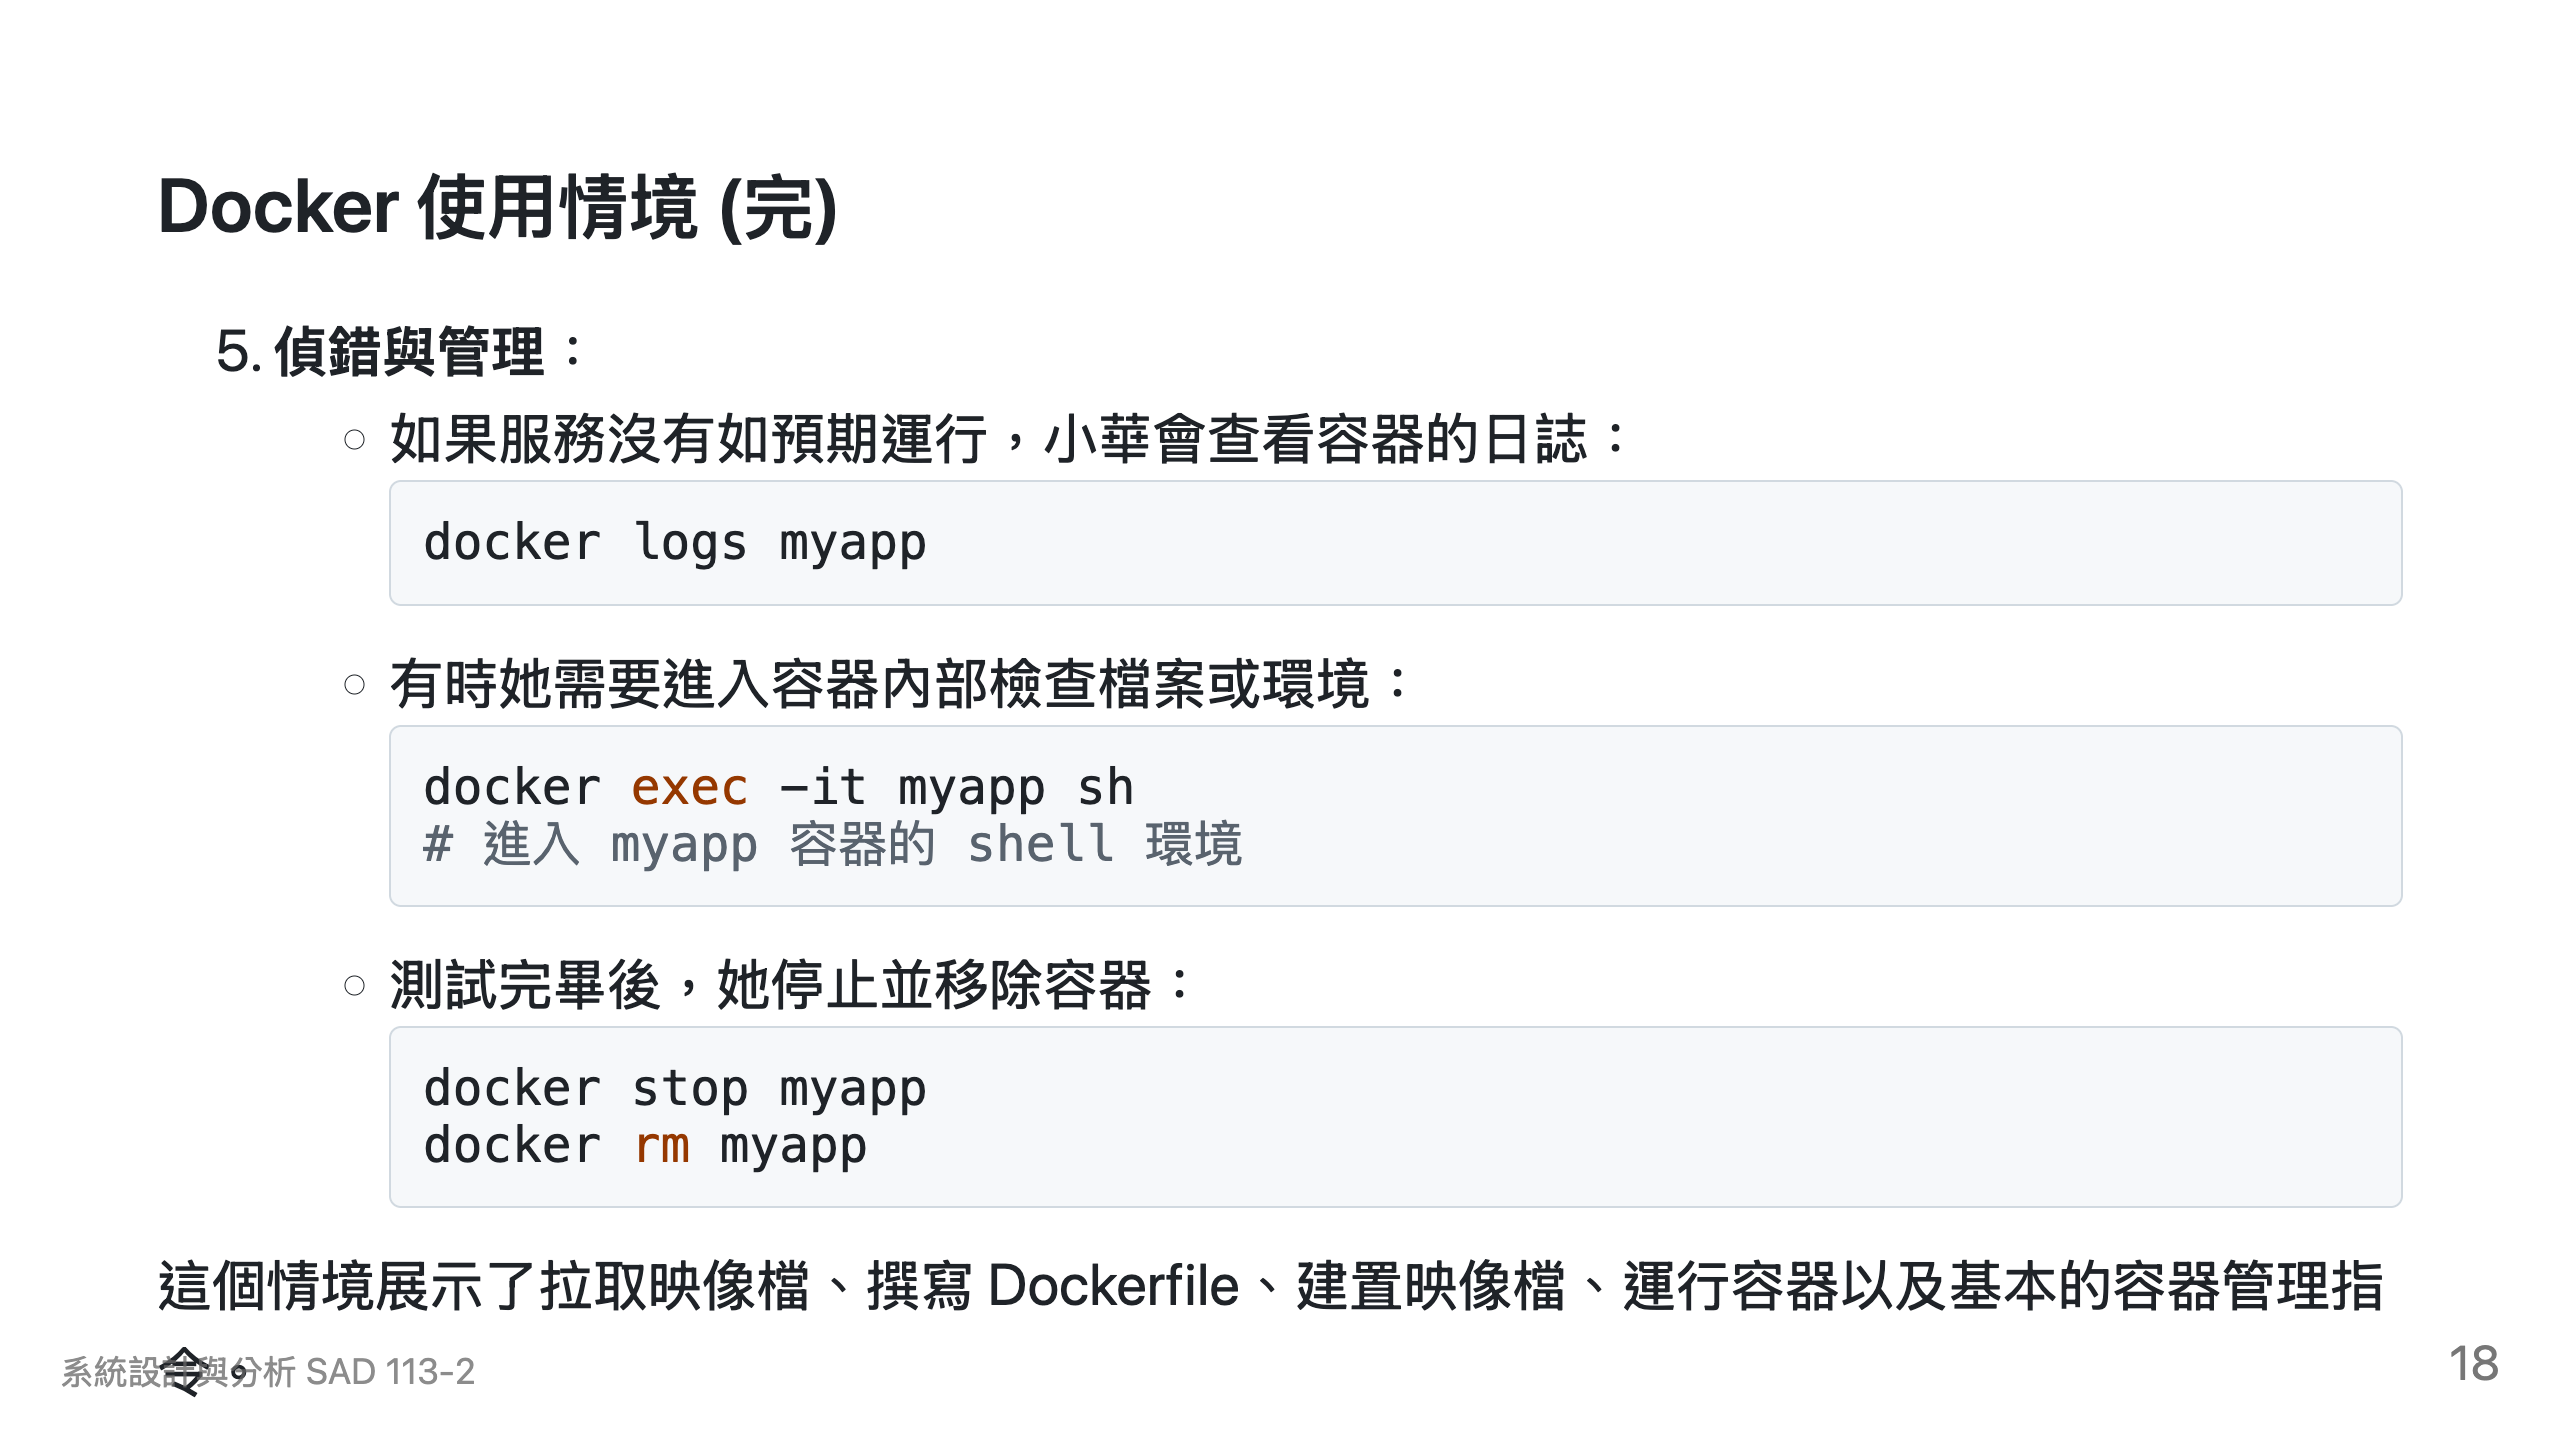 Docker 使用情境 (完)
5. 偵錯與管理：
○ 如果服務沒有如預期運行，小華會查看容器的日誌：
docker logs myapp
○ 有時她需要進入容器內部檢查檔案或環境：
docker exec -it myapp sh
# 進入 myapp 容器的 shell 環境
○ 測試完畢後，她停止並移除容器：
docker stop myapp
docker rm myapp
這個情境展示了拉取映像檔、撰寫 Dockerfile、建置映像檔、運行容器以及基本的容器管理指
令。
系統設計與分析 SAD 113-2
18